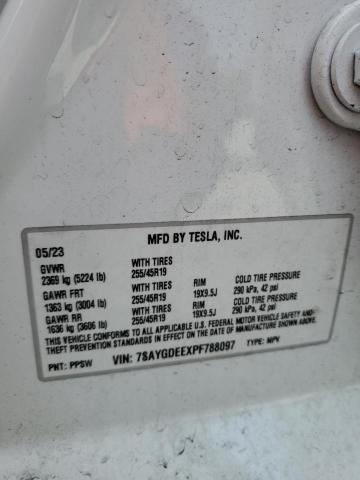 MFD BY TESLA, INC.
05/23
GVWR WITH TIRES
2369 kg (5224 lb) 255/45R19
GAWR FRT WITH TIRES RIM COLD TIRE PRESSURE
1363 kg (3004 lb) 255/45R19 19X9.5J 290 kPa, 42 psi
GAWR RR WITH TIRES RIM COLD TIRE PRESSURE
1636 kg (3606 lb) 255/45R19 19X9.5J 290 kPa, 42 psi
THIS VEHICLE CONFORMS TO ALL APPLICABLE U.S. FEDERAL MOTOR VEHICLE SAFETY AND
THEFT PREVENTION STANDARDS IN EFFECT ON THE DATE OF MANUFACTURE SHOWN ABOVE.
PNT: PPSW VIN: 7SAYGDEEXPF788097 TYPE: MPV